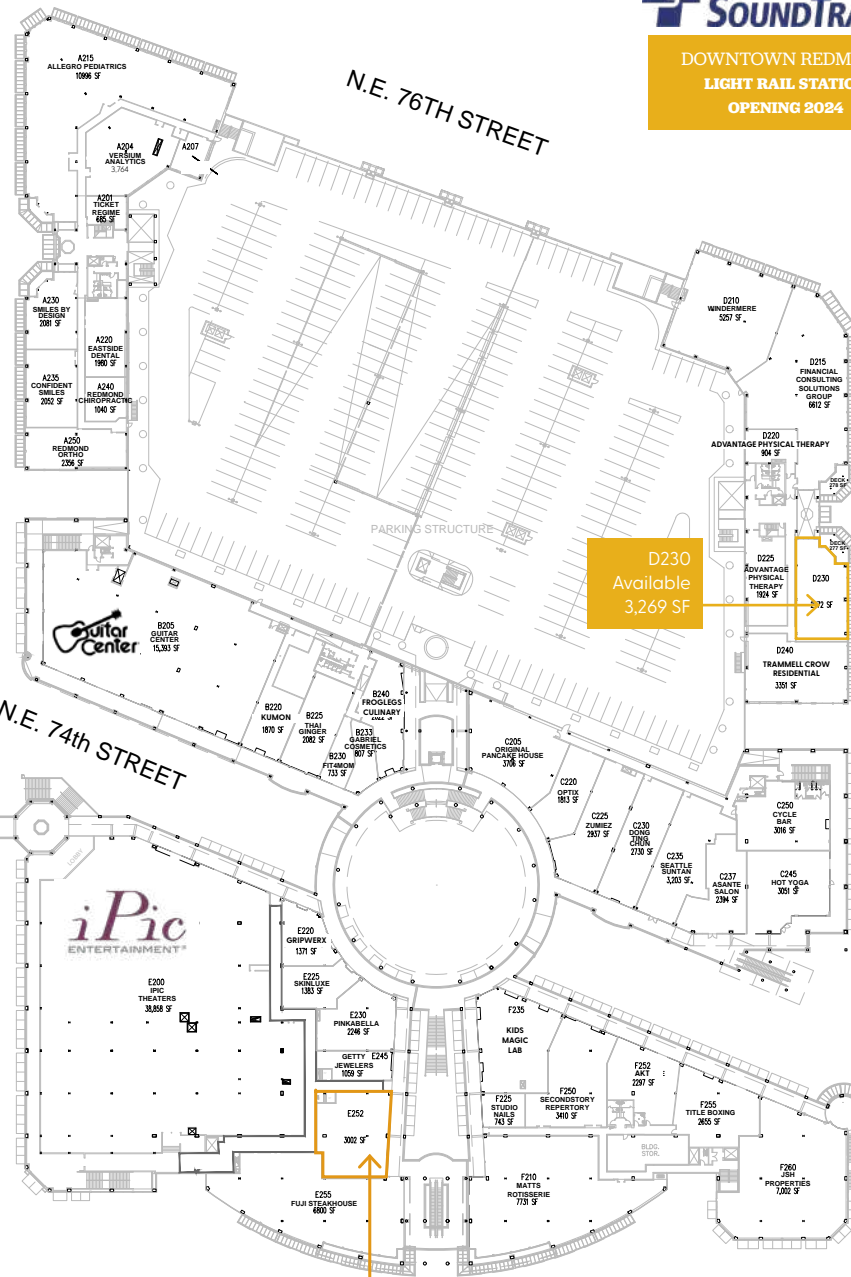 SOUNDTRA
DOWNTOWN REDM
LIGHT RAIL STATIO
OPENING 2024
N.E. 76TH STREET
A215
ALLEGRO PEDIATRICS
10996 SF
A204
VERSIUM
ANALYTICS
3,764
A207
A201
TICKET
REGIME
685 SF
A230
SMILES BY
DESIGN
2081 SF
A220
EASTSIDE
DENTAL
1980 SF
A235
CONFIDENT
SMILES
2052 SF
A240
REDMOND
CHIROPRACTIC
1040 SF
A250
REDMOND
ORTHO
2356 SF
D210
WINDERMERE
5257 SF
D215
FINANCIAL
CONSULTING
SOLUTIONS
GROUP
6612 SF
D220
ADVANTAGE PHYSICAL THERAPY
904 SF
DECK
278 SF
DECK
277 SF
PARKING STRUCTURE
D230
Available
3,269 SF
D225
ADVANTAGE
PHYSICAL
THERAPY
1924 SF
D230
D240
TRAMMELL CROW
RESIDENTIAL
3351 SF
Guitar
Center
B205
GUITAR
CENTER
15,393 SF
B220
KUMON
1870 SF
B225
THAI
GINGER
2082 SF
B230
FIT4MOM
733 SF
B233
GABRIEL
COSMETICS
807 SF
B240
FROGLEGS
CULINARY
N.E. 74th STREET
C205
ORIGINAL
PANCAKE HOUSE
3706 SF
C220
OPTIX
1813 SF
C225
ZUMIEZ
2937 SF
C230
DONG
TING
CHUN
2730 SF
C235
SEATTLE
SUNTAN
3,203 SF
C237
ASANTE
SALON
2394 SF
C250
CYCLE
BAR
3016 SF
C245
HOT YOGA
3051 SF
LOBBY
iPic
ENTERTAINMENT®
E200
IPIC
THEATERS
38,858 SF
E220
GRIPWERX
1371 SF
E225
SKINLUXE
1383 SF
E230
PINKABELLA
2246 SF
GETTY E245
JEWELERS
1059 SF
E252
3002 SF
E255
FUJI STEAKHOUSE
6800 SF
F235
KIDS
MAGIC
LAB
F225
STUDIO
NAILS
743 SF
F250
SECONDSTORY
REPERTORY
3410 SF
F252
AKT
2297 SF
F255
TITLE BOXING
2655 SF
BLDG.
STOR.
F210
MATTS
ROTISSERIE
7731 SF
F260
JSH
PROPERTIES
7,002 SF